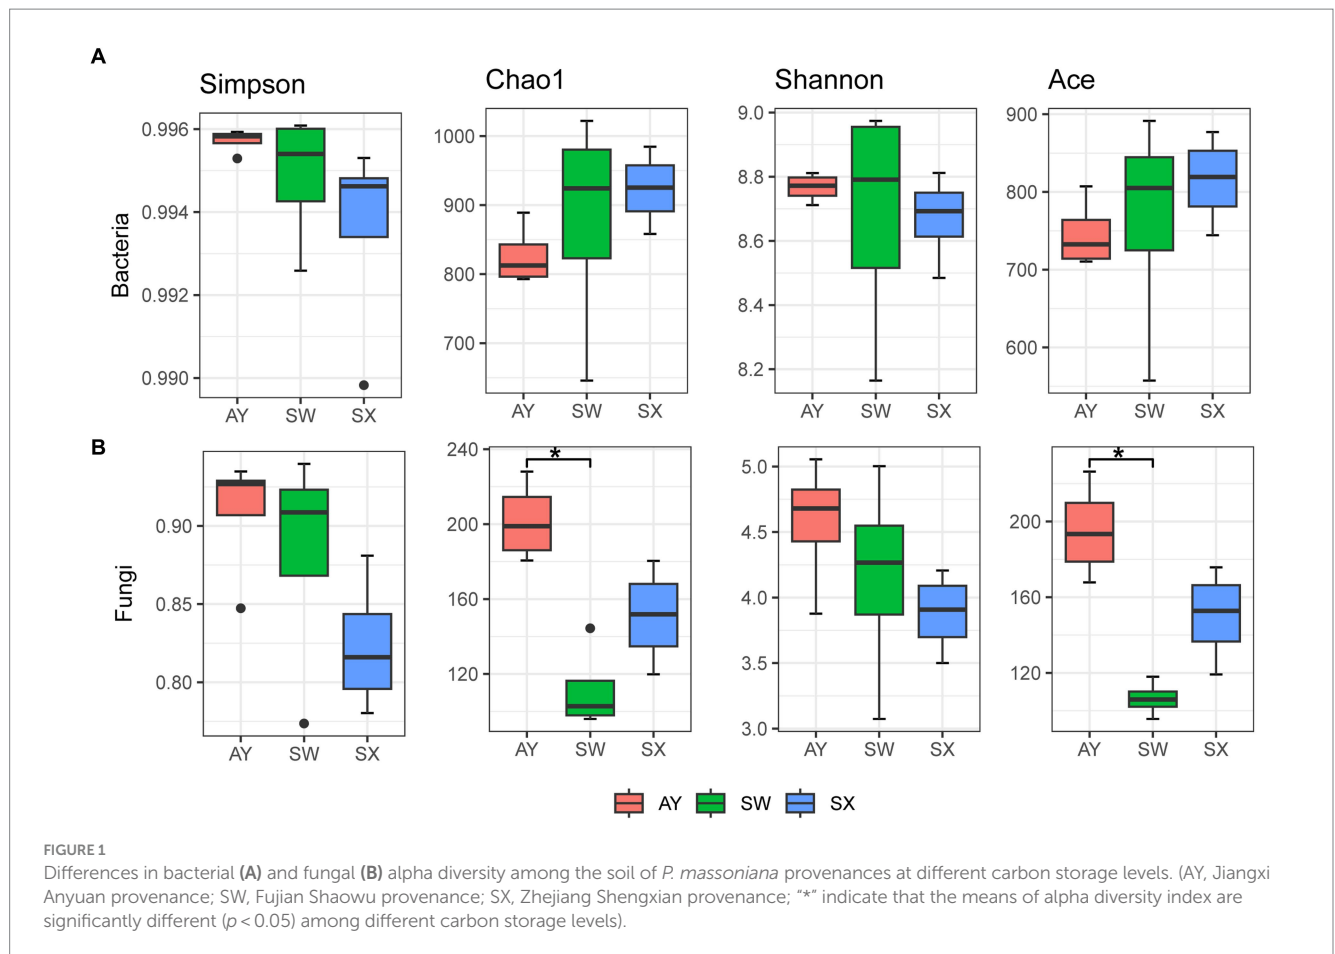 A
Simpson
Chao1
Shannon
Ace
Bacteria
0.996
0.994
0.992
0.990
AY
SW
SX
1000
900
800
700
AY
SW
SX
9.0
8.8
8.6
8.4
8.2
AY
SW
SX
900
800
700
600
AY
SW
SX
B
Fungi
0.90
0.85
0.80
AY
SW
SX
240
200
160
120
*
AY
SW
SX
5.0
4.5
4.0
3.5
3.0
AY
SW
SX
200
160
120
*
AY
SW
SX
AY SW SX
FIGURE 1
Differences in bacterial (A) and fungal (B) alpha diversity among the soil of P. massoniana provenances at different carbon storage levels. (AY, Jiangxi
Anyuan provenance; SW, Fujian Shaowu provenance; SX, Zhejiang Shengxian provenance; “*” indicate that the means of alpha diversity index are
significantly different (p < 0.05) among different carbon storage levels).